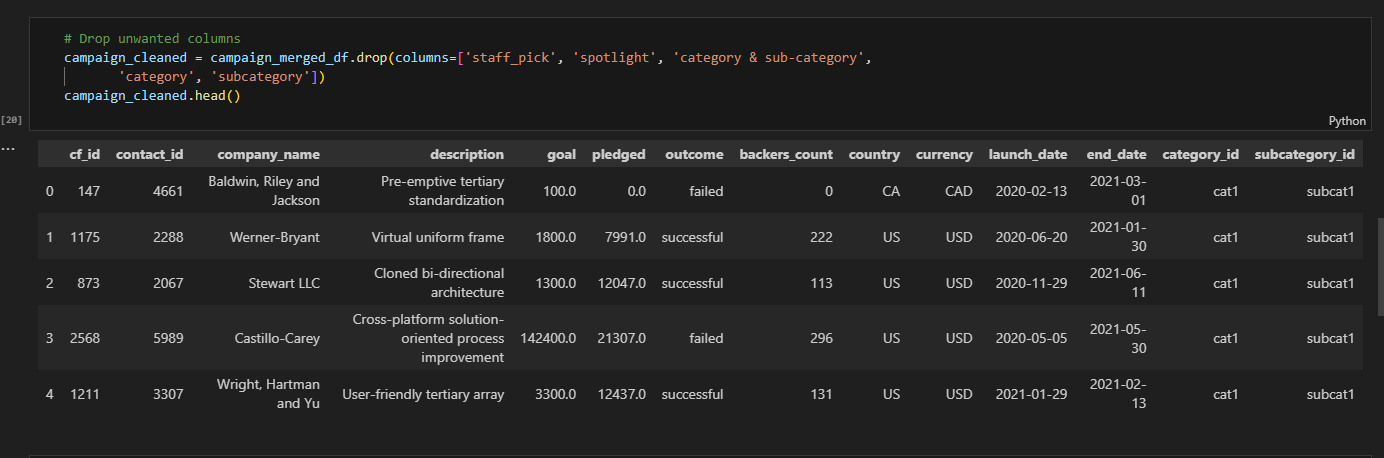 # Drop unwanted columns
campaign_cleaned = campaign_merged_df.drop(columns=['staff_pick', 'spotlight', 'category & sub-category',
'category', 'subcategory'])
campaign_cleaned.head()
[20]
Python
...
cf_id contact_id company_name description goal pledged outcome backers_count country currency launch_date end_date category_id subcategory_id
0 147 4661 Baldwin, Riley and Jackson Pre-emptive tertiary standardization 100.0 0.0 failed 0 CA CAD 2020-02-13 2021-03-01 cat1 subcat1
1 1175 2288 Werner-Bryant Virtual uniform frame 1800.0 7991.0 successful 222 US USD 2020-06-20 2021-01-30 cat1 subcat1
2 873 2067 Stewart LLC Cloned bi-directional architecture 1300.0 12047.0 successful 113 US USD 2020-11-29 2021-06-11 cat1 subcat1
3 2568 5989 Castillo-Carey Cross-platform solution-oriented process improvement 142400.0 21307.0 failed 296 US USD 2020-05-05 2021-05-30 cat1 subcat1
4 1211 3307 Wright, Hartman and Yu User-friendly tertiary array 3300.0 12437.0 successful 131 US USD 2021-01-29 2021-02-13 cat1 subcat1